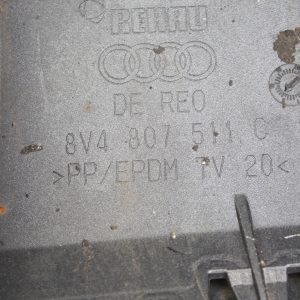 REHAU
DE REO
8V4 807 511 C
>PP/EPDM TV 20<